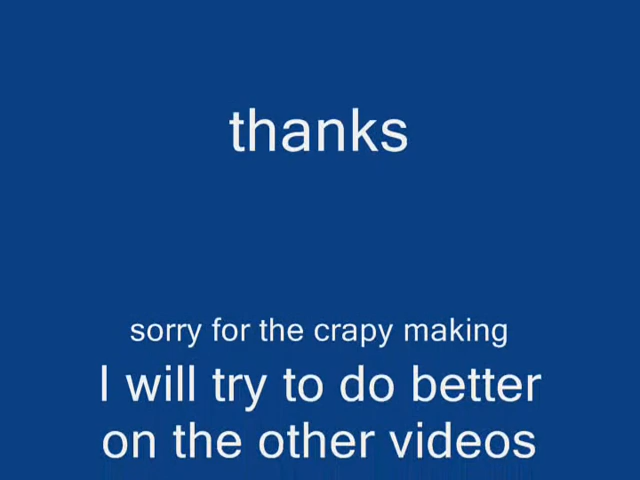 thanks
sorry for the crapy making
I will try to do better
on the other videos